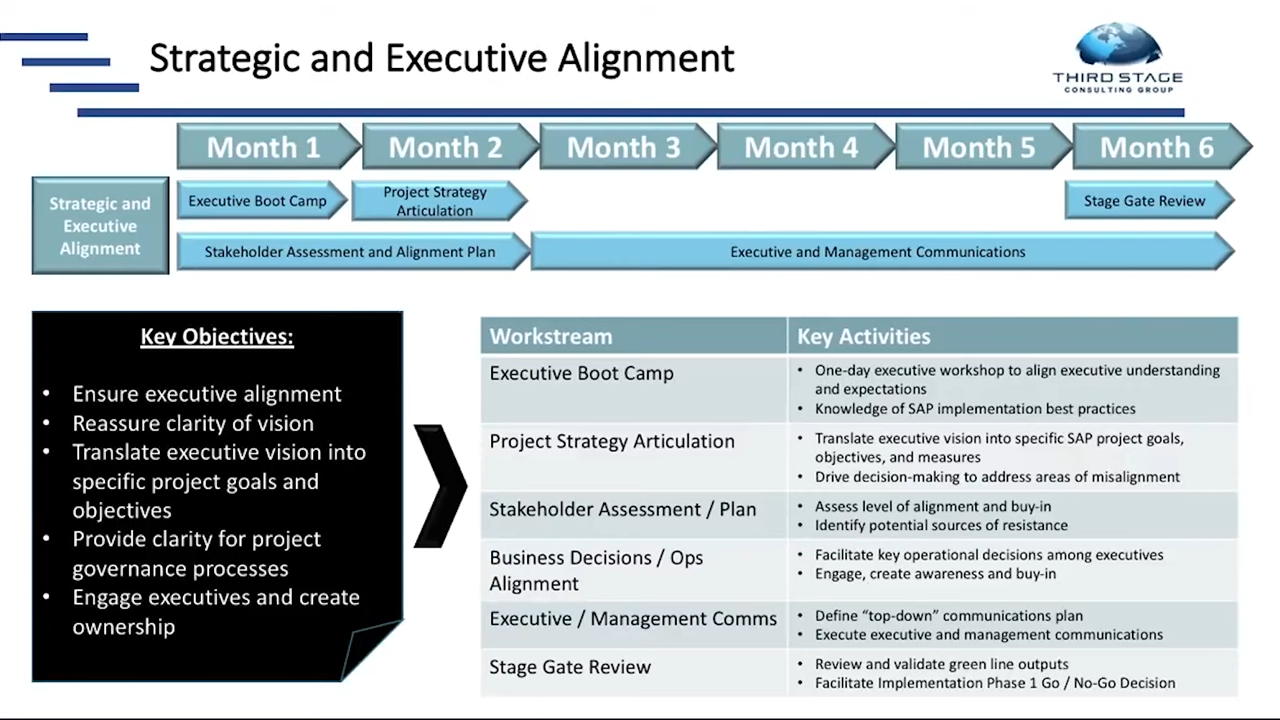 Strategic and Executive Alignment
THIRD STAGE
CONSULTING GROUP
Month 1
Month 2
Month 3
Month 4
Month 5
Month 6
Strategic and
Executive
Alignment
Executive Boot Camp
Project Strategy
Articulation
Stage Gate Review
Stakeholder Assessment and Alignment Plan
Executive and Management Communications
Key Objectives:
• Ensure executive alignment
• Reassure clarity of vision
• Translate executive vision into
specific project goals and
objectives
• Provide clarity for project
governance processes
• Engage executives and create
ownership
Workstream
Key Activities
Executive Boot Camp
• One-day executive workshop to align executive understanding
and expectations
• Knowledge of SAP implementation best practices
Project Strategy Articulation
• Translate executive vision into specific SAP project goals,
objectives, and measures
• Drive decision-making to address areas of misalignment
Stakeholder Assessment / Plan
• Assess level of alignment and buy-in
• Identify potential sources of resistance
Business Decisions / Ops
Alignment
• Facilitate key operational decisions among executives
• Engage, create awareness and buy-in
Executive / Management Comms
• Define “top-down” communications plan
• Execute executive and management communications
Stage Gate Review
• Review and validate green line outputs
• Facilitate Implementation Phase 1 Go / No-Go Decision